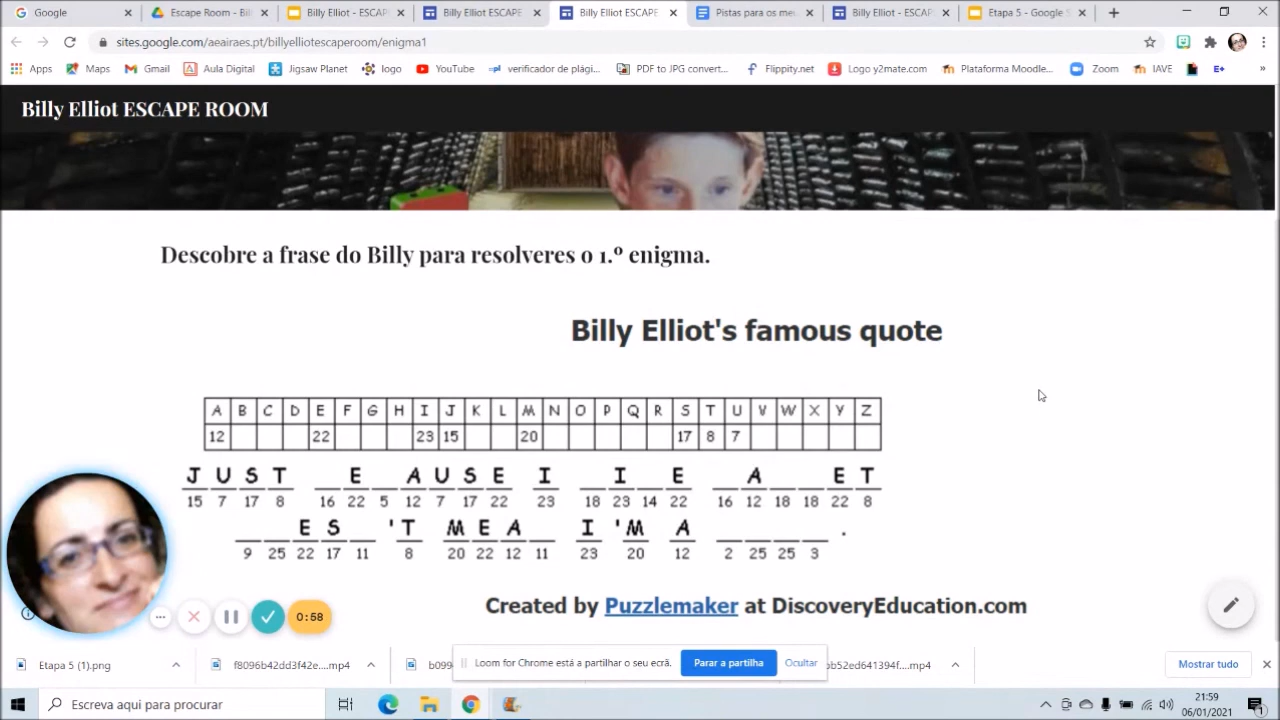 Google
Escape Room - Bil
Billy Elliot - ESCAP
Billy Elliot ESCAPE
Billy Elliot ESCAPE
Pistas para os me
Billy Elliot - ESCAP
Etapa 5 - Google S
sites.google.com/aeairaes.pt/billyelliotescaperoom/enigma1
Apps Maps Gmail Aula Digital Jigsaw Planet logo YouTube verificador de plági... PDF to JPG convert... Flippity.net Logo y2mate.com Plataforma Moodle... Zoom IAVE E+ »
Billy Elliot ESCAPE ROOM
Descobre a frase do Billy para resolveres o 1.º enigma.
Billy Elliot's famous quote
A B C D E F G H I J K L M N O P Q R S T U V W X Y Z
12 22 23 15 20 17 8 7
J U S T _ E _ A U S E I _ I _ E _ A _ _ E T
15 7 17 8 16 22 5 12 7 17 22 23 18 23 14 22 16 12 18 18 22 8
_ _ E S _ ' T M E A _ I ' M A _ _ _ _ .
9 25 22 17 11 8 20 22 12 11 23 20 12 2 25 25 3
Created by Puzzlemaker at DiscoveryEducation.com
0:58
Etapa 5 (1).png
f8096b42dd3f42e....mp4
b099
Loom for Chrome está a partilhar o seu ecrã.
Parar a partilha
Ocultar
bb52ed641394f....mp4
Mostrar tudo
Escreva aqui para procurar
21:59
06/01/2021
1